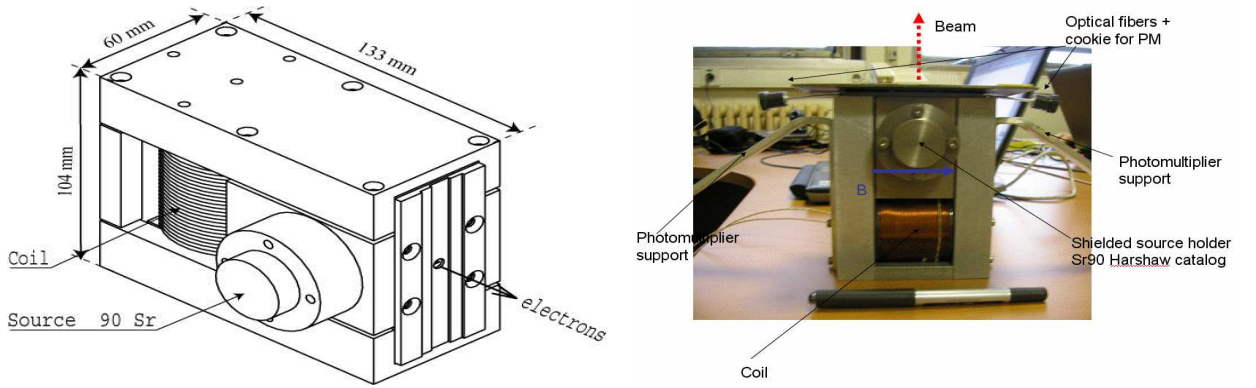 60 mm
133 mm
104 mm
Coil
Source 90 Sr
electrons
Beam
Optical fibers +
cookie for PM
Photomultiplier
support
B
Photomultiplier
support
Shielded source holder
Sr90 Harshaw catalog
Coil